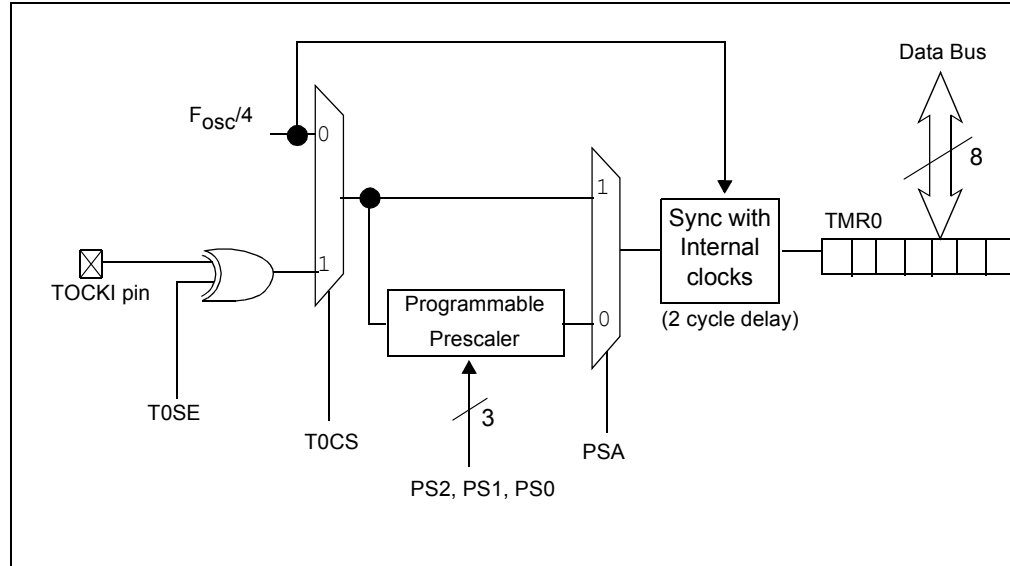 Data Bus
Fosc/4
0
8
1
Sync with
Internal
clocks
TMR0
1
TOCKI pin
Programmable
Prescaler
0
(2 cycle delay)
T0SE
3
T0CS
PSA
PS2, PS1, PS0